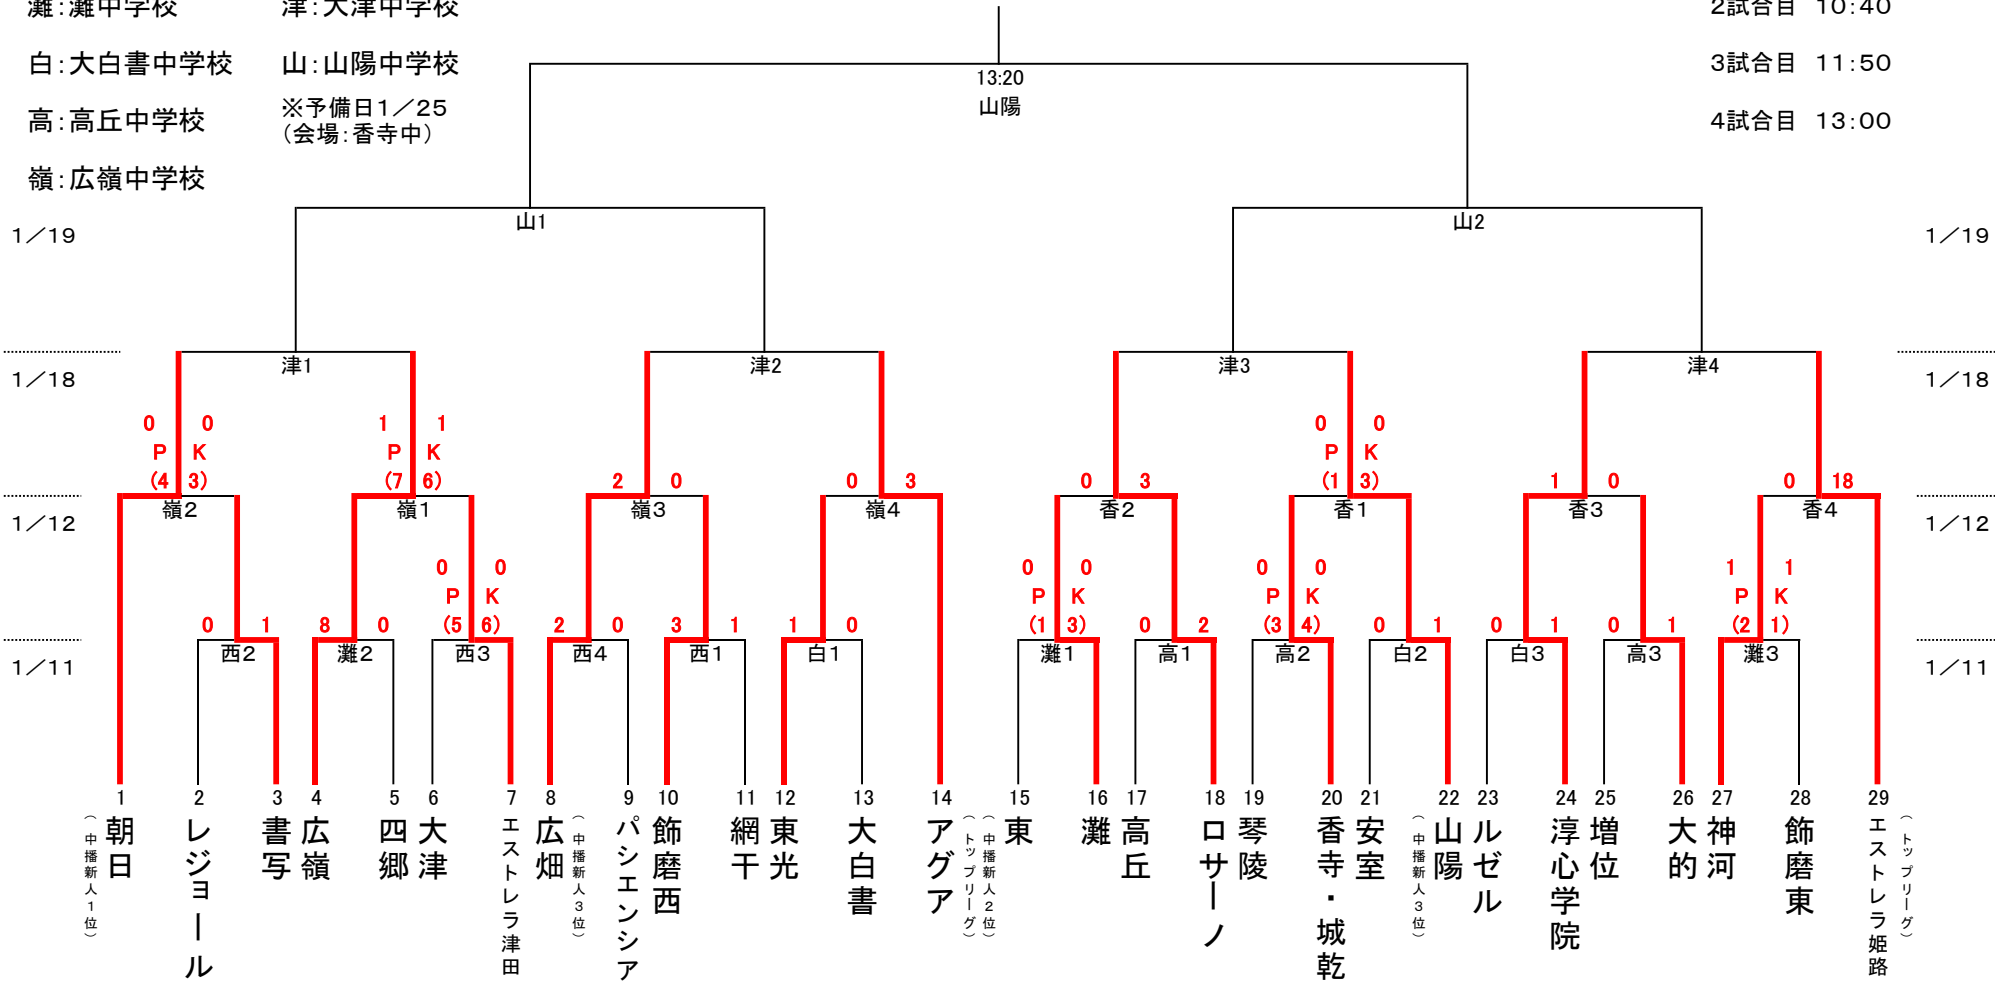 灘：灘中学校　津：大津中学校　2試合目　10：40
白：大白書中学校　山：山陽中学校　13:20　3試合目　11：50
山陽
※予備日1／25
（会場：香寺中）
高：高丘中学校　4試合目　13：00
嶺：広嶺中学校
山1　山2
1／19　1／19
津1　津2　津3　津4
1／18　1／18
0　0　1　1　0　0
P　K　P　K　P　K
(4　3)　(7　6)　2　0　0　3　0　3　(1　3)　1　0　0　18
嶺2　嶺1　嶺3　嶺4　香2　香1　香3　香4
1／12　1／12
0　0　0　0　0　0　1　1
P　K　P　K　P　K　P　K
0　1　8　0　(5　6)　2　0　3　1　1　0　(1　3)　0　2　(3　4)　0　1　0　1　0　1　(2　1)
西2　灘2　西3　西4　西1　白1　灘1　高1　高2　白2　白3　高3　灘3
1／11　1／11
1　2　3　4　5　6　7　8　9　10　11　12　13　14　15　16　17　18　19　20　21　22　23　24　25　26　27　28　29
朝日
（中播新人1位）
レジョール
書写
広嶺
四郷
大津
エストレラ津田
広畑
（中播新人3位）
パシエンシア
飾磨西
網干
東光
大白書
アグア
（トップリーグ）
東
（中播新人2位）
灘
高丘
ロサーノ
琴陵
香寺・城乾
安室
山陽
（中播新人3位）
ルゼル
淳心学院
増位
大的
神河
飾磨東
エストレラ姫路
（トップリーグ）